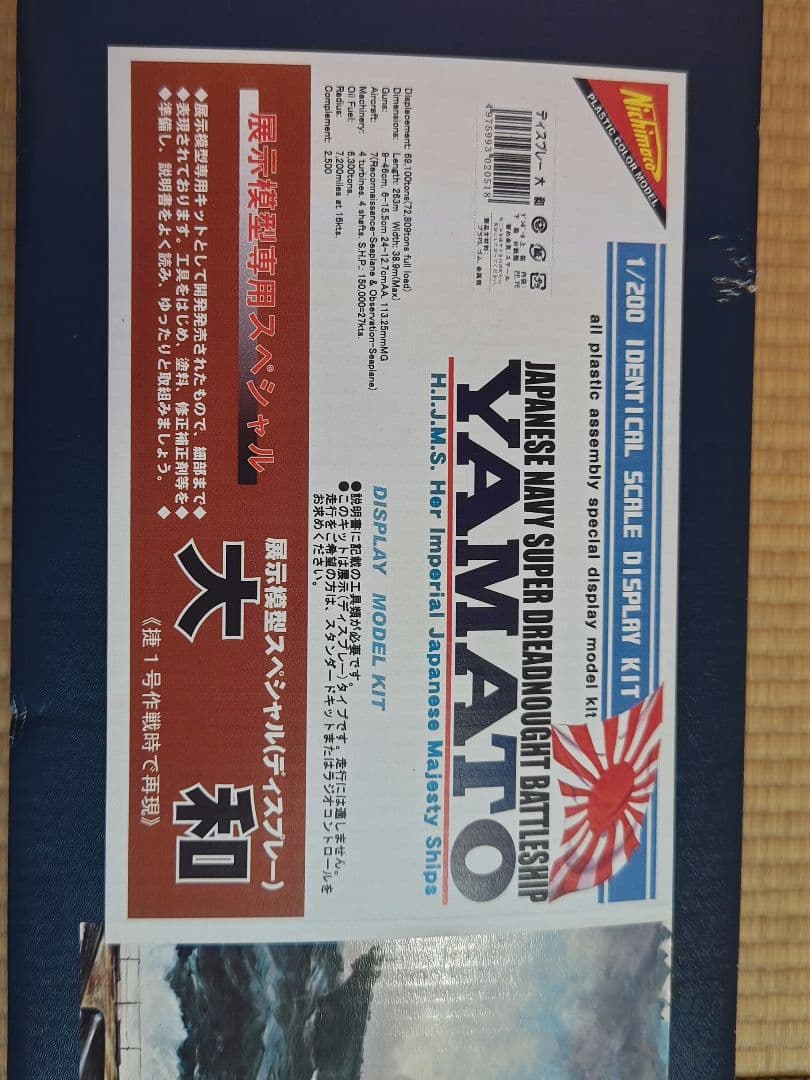 Nichimoco
PLASTIC COLOR MODEL
1/200 IDENTICAL SCALE DISPLAY KIT
all plastic assembly special display model kit
ディスプレー 大 和
4975993020518
JAPANESE NAVY SUPER DREADNOUGHT BATTLESHIP
YAMATO
H.I.J.M.S. Her Imperial Japanese Majesty Ships
Displacement: 69,100tons(72,809tons full load)
Dimensions: Length: 263m Width: 38.9m(Max)
Guns: 9-46cm, 6-15.5cm 24-12.7cmAA, 113.25mmMG
Aircraft: 7(Reconnaissance-Seaplane & Observation-Seaplane)
Machinery: 4 turbines, 4 shafts, S.H.P.: 150,000=27kts.
Oil Fuel: 6,300tons.
Radius: 7,200miles at 16kts.
Complement: 2,500
DISPLAY MODEL KIT
●説明書に記載の工具類が必要です。
●このキットは展示(ディスプレー)タイプです。走行には適しません。
走行をご希望の方は、スタンダードキットまたはラジオコントロールを
お求めください。
展示模型専用スペシャル
◆展示模型専用キットとして開発発売されたもので、細部まで◆
◆表現されております。工具をはじめ、塗料、修正補正剤等を◆
◆準備し、説明書をよく読み、ゆったりと取組みましょう。◆
展示模型スペシャル(ディスプレー)
大 和
《捷1号作戦時で再現》